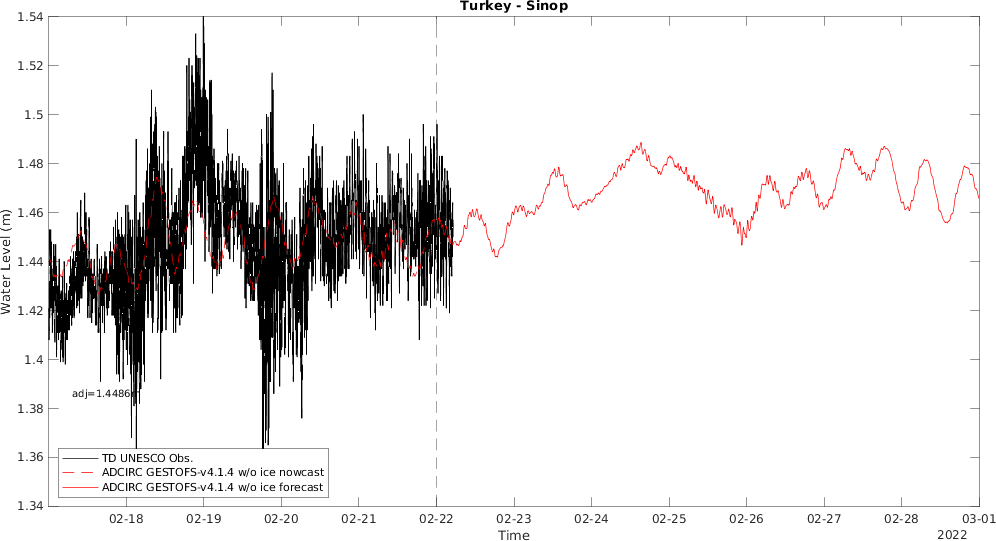 Turkey - Sinop
1.54
1.52
1.5
1.48
1.46
1.44
1.42
1.4
1.38
1.36
1.34
Water Level (m)
adj=1.4486m
TD UNESCO Obs.
ADCIRC GESTOFS-v4.1.4 w/o ice nowcast
ADCIRC GESTOFS-v4.1.4 w/o ice forecast
02-18 02-19 02-20 02-21 02-22 02-23 02-24 02-25 02-26 02-27 02-28 03-01
Time
2022